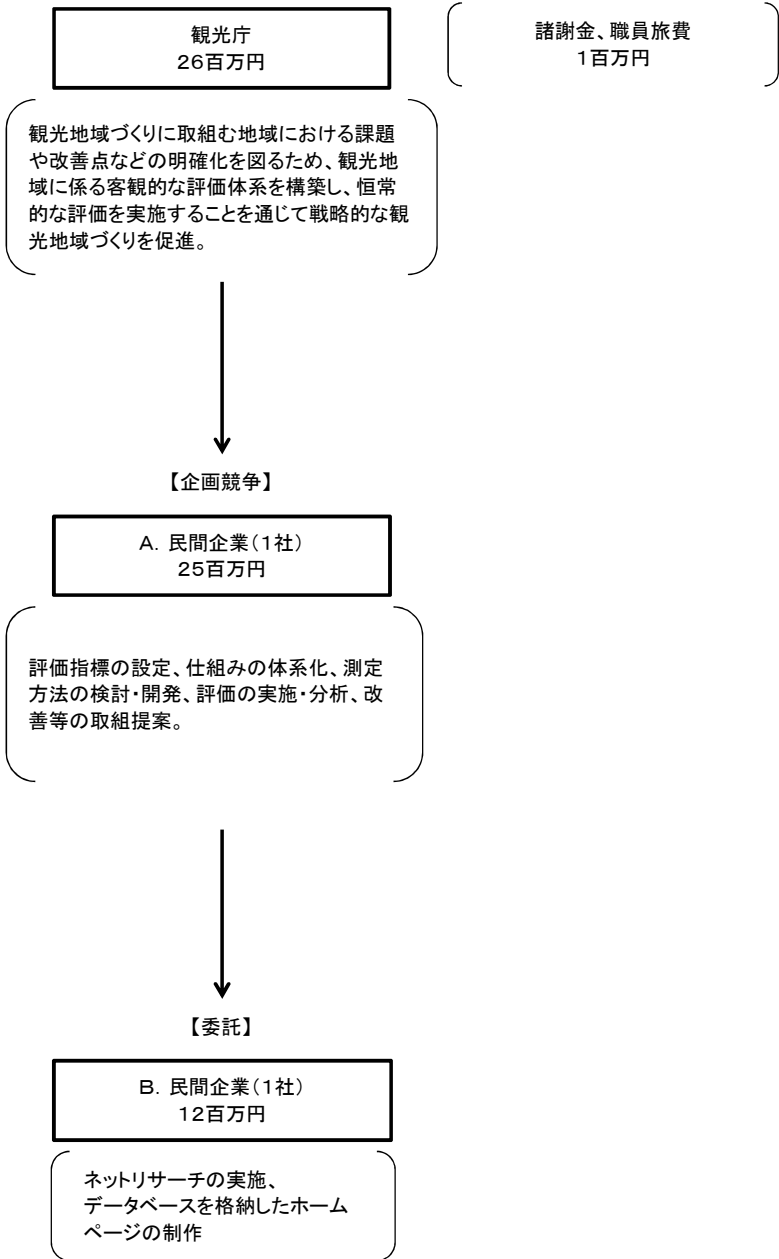 観光庁
26百万円
諸謝金、職員旅費
1百万円
観光地域づくりに取組む地域における課題
や改善点などの明確化を図るため、観光地
域に係る客観的な評価体系を構築し、恒常
的な評価を実施することを通じて戦略的な観
光地域づくりを促進。
【企画競争】
A．民間企業（1社）
25百万円
評価指標の設定、仕組みの体系化、測定
方法の検討・開発、評価の実施・分析、改
善等の取組提案。
【委託】
B．民間企業（1社）
12百万円
ネットリサーチの実施、
データベースを格納したホーム
ページの制作